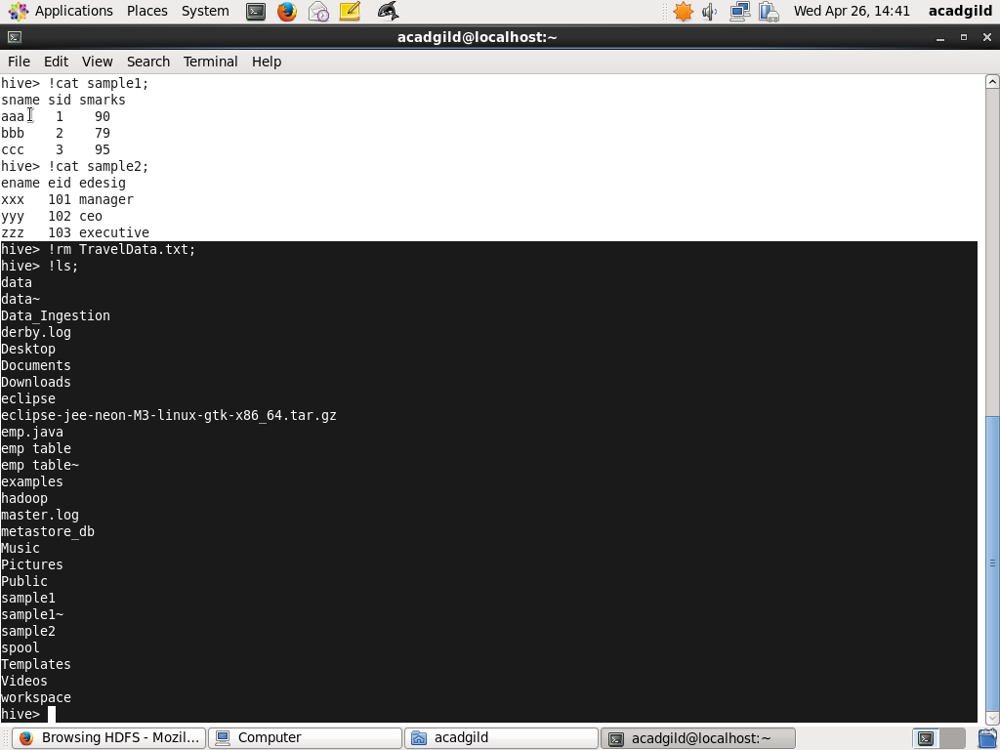 Applications Places System Wed Apr 26, 14:41 acadgild
acadgild@localhost:~
File Edit View Search Terminal Help
hive> !cat sample1;
sname sid smarks
aaa    1    90
bbb    2    79
ccc    3    95
hive> !cat sample2;
ename eid edesig
xxx   101 manager
yyy   102 ceo
zzz   103 executive
hive> !rm TravelData.txt;
hive> !ls;
data
data~
Data_Ingestion
derby.log
Desktop
Documents
Downloads
eclipse
eclipse-jee-neon-M3-linux-gtk-x86_64.tar.gz
emp.java
emp table
emp table~
examples
hadoop
master.log
metastore_db
Music
Pictures
Public
sample1
sample1~
sample2
spool
Templates
Videos
workspace
hive>
Browsing HDFS - Mozil... Computer acadgild acadgild@localhost:~